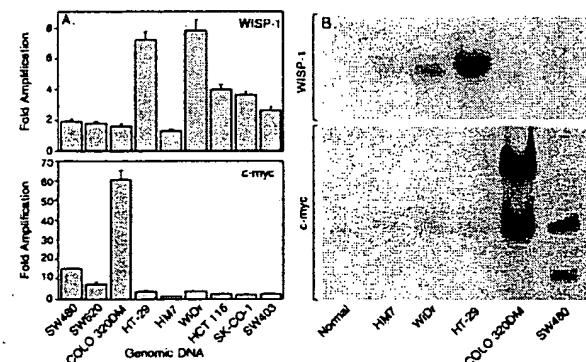 A.
WISP-1
Fold Amplification
8
6
4
2
0
c-myc
Fold Amplification
70
60
50
40
30
20
10
0
SW480
SW620
COLO 320DM
HT-29
HM7
WiDr
HCT 116
SK-CO-1
SW403
Genomic DNA
B.
WISP-1
c-myc
Normal
HM7
WiDr
HT-29
COLO 320DM
SW480